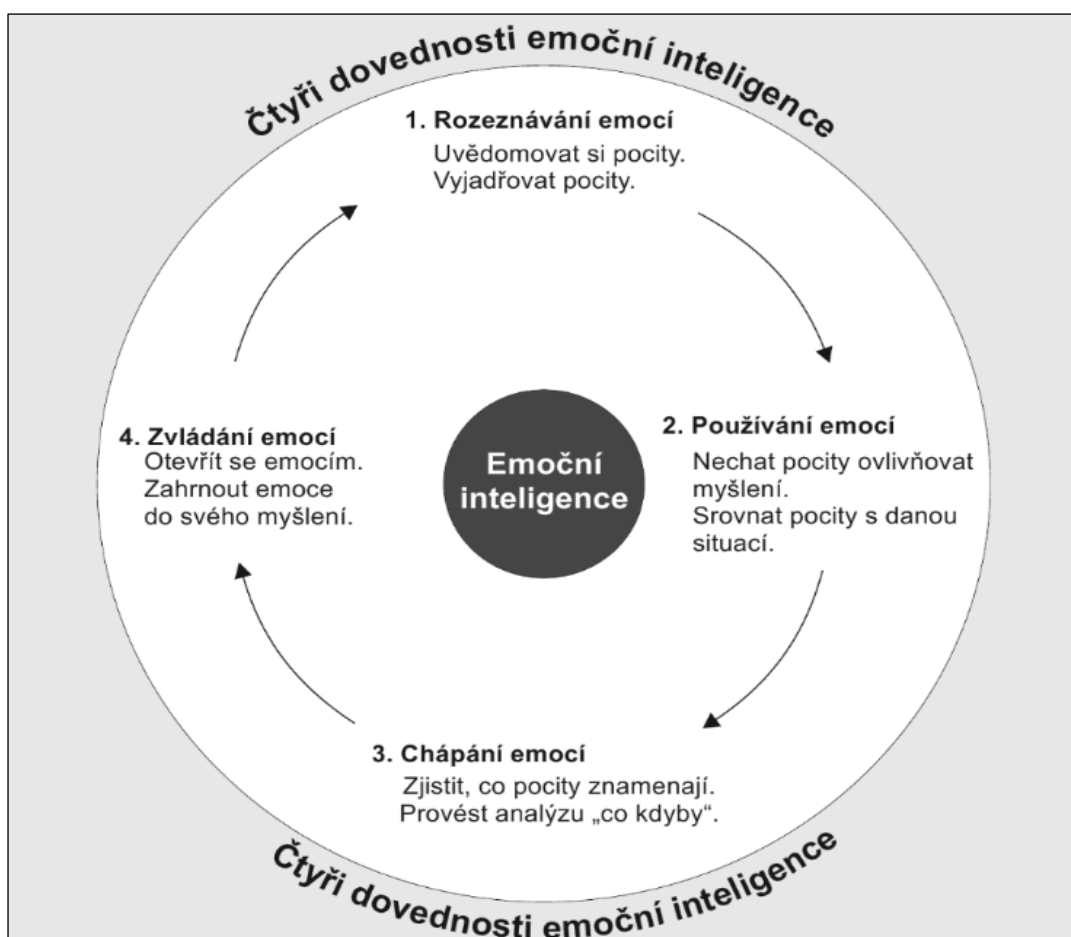 Čtyři dovednosti emoční inteligence
1. Rozeznávání emocí
Uvědomovat si pocity.
Vyjadřovat pocity.
2. Používání emocí
Nechat pocity ovlivňovat
myšlení.
Srovnat pocity s danou
situací.
3. Chápání emocí
Zjistit, co pocity znamenají.
Provést analýzu „co kdyby“.
4. Zvládání emocí
Otevřít se emocím.
Zahrnout emoce
do svého myšlení.
Emoční
inteligence
Čtyři dovednosti emoční inteligence